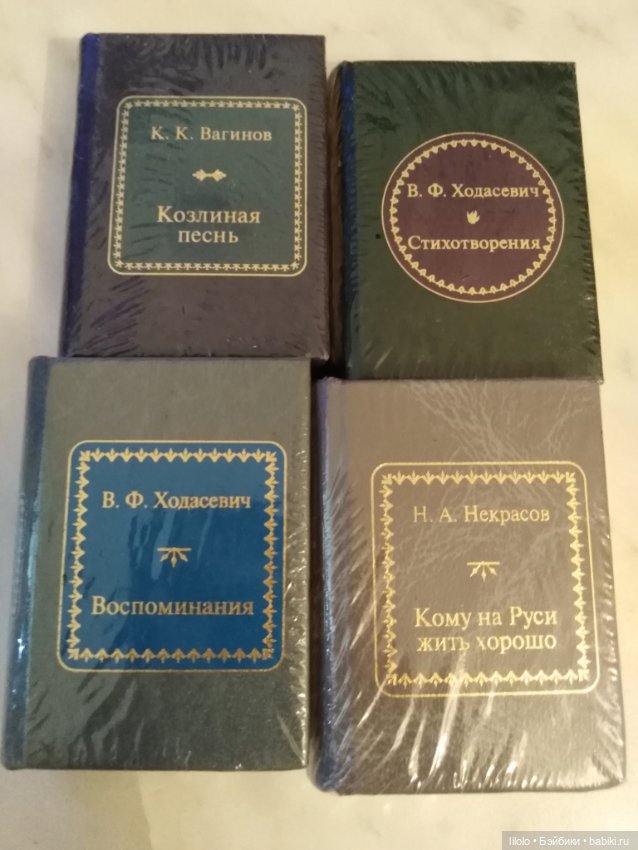 К. К. Вагинов
Козлиная
песнь
В. Ф. Ходасевич
Стихотворения
В. Ф. Ходасевич
Воспоминания
Н. А. Некрасов
Кому на Руси
жить хорошо
lilolo • Бэйбики • babiki.ru